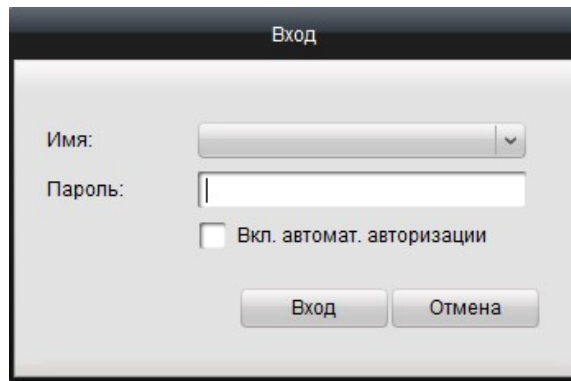 Вход
Имя:
Пароль:
Вкл. автомат. авторизации
Вход Отмена